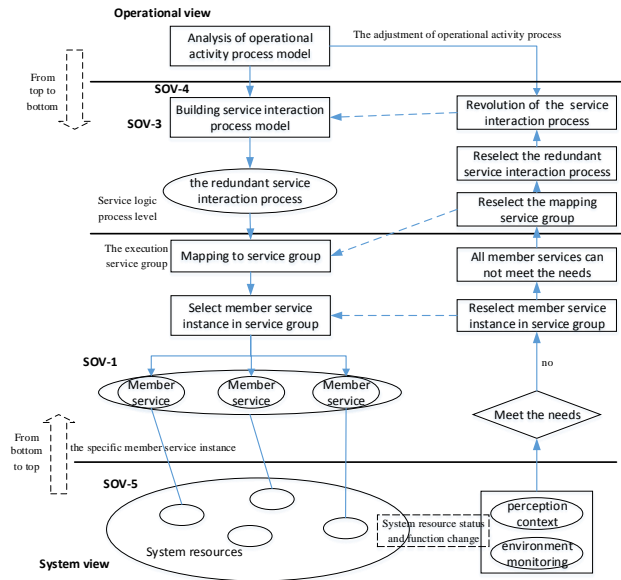 Operational view
Analysis of operational
activity process model
The adjustment of operational activity process
From
top to
bottom
SOV-4
SOV-3
Building service interaction
process model
Revolution of the service
interaction process
Reselect the redundant
service interaction process
the redundant service
interaction process
Service logic
process level
Reselect the mapping
service group
The execution
service group
Mapping to service group
All member services can
not meet the needs
Select member service
instance in service group
Reselect member service
instance in service group
no
SOV-1
Member
service
Member
service
Member
service
Meet the needs
From
bottom
to top
the specific member service instance
SOV-5
System resources
System resource status
and function change
perception
context
environment
monitoring
System view